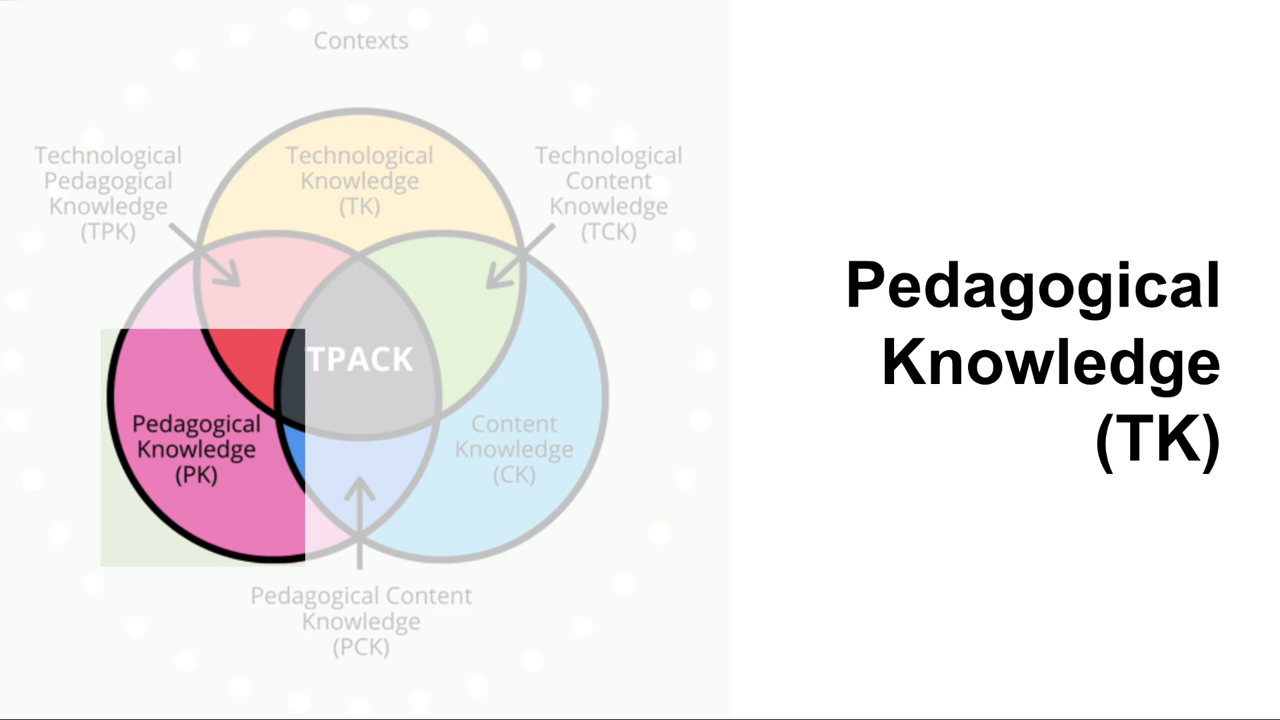 Contexts
Technological
Pedagogical
Knowledge
(TPK)
Technological
Knowledge
(TK)
Technological
Content
Knowledge
(TCK)
TPACK
Pedagogical
Knowledge
(PK)
Content
Knowledge
(CK)
Pedagogical Content
Knowledge
(PCK)
Pedagogical
Knowledge
(TK)